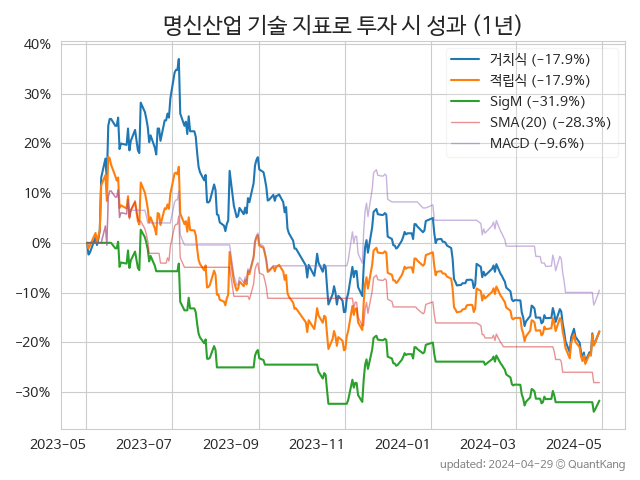 명신산업 기술 지표로 투자 시 성과 (1년)
40%
30%
20%
10%
0%
−10%
−20%
−30%
거치식 (−17.9%)
적립식 (−17.9%)
SigM (−31.9%)
SMA(20) (−28.3%)
MACD (−9.6%)
2023-05
2023-07
2023-09
2023-11
2024-01
2024-03
2024-05
updated: 2024-04-29 © QuantKang